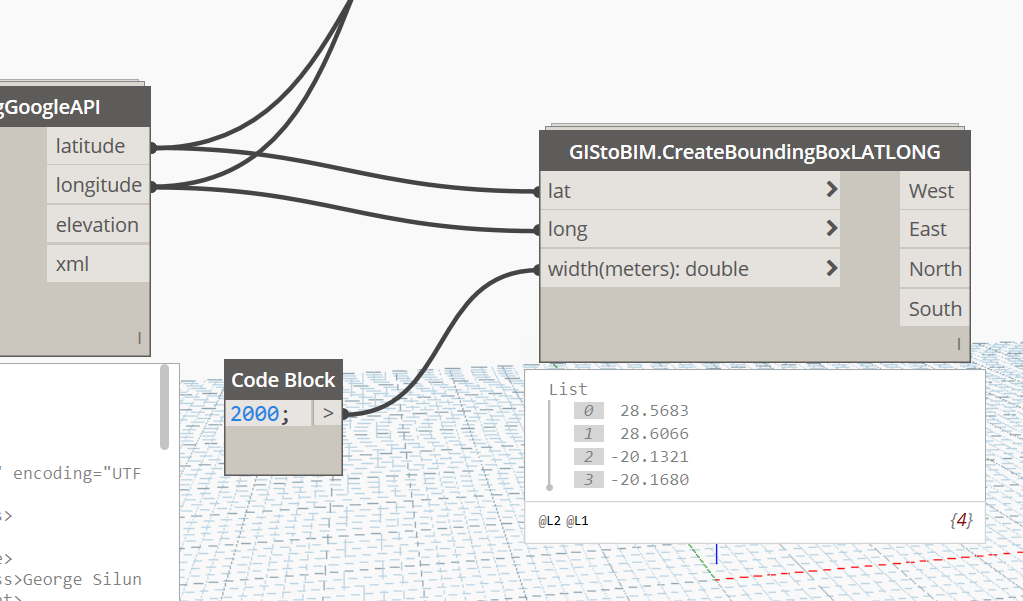 gGoogleAPI
latitude
longitude
elevation
xml
l
GIStoBIM.CreateBoundingBoxLATLONG
lat > West
long > East
width(meters): double > North
South
l
Code Block
2000; >
List
0 28.5683
1 28.6066
2 -20.1321
3 -20.1680
@L2 @L1 {4}
" encoding="UTF
s>
e>
ss>George Silun